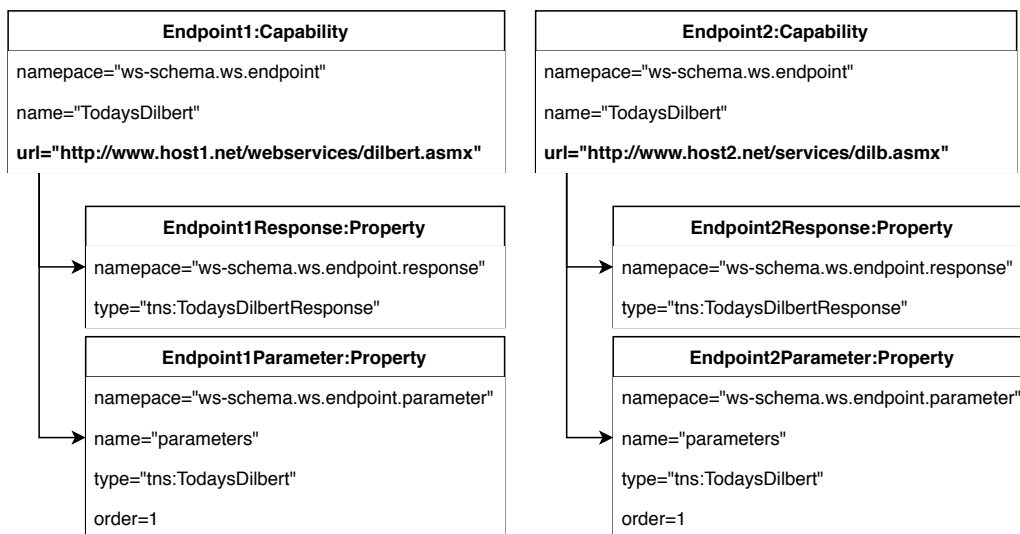 Endpoint1:Capability
namepace="ws-schema.ws.endpoint"
name="TodaysDilbert"
url="http://www.host1.net/webservices/dilbert.asmx"
Endpoint1Response:Property
namepace="ws-schema.ws.endpoint.response"
type="tns:TodaysDilbertResponse"
Endpoint1Parameter:Property
namepace="ws-schema.ws.endpoint.parameter"
name="parameters"
type="tns:TodaysDilbert"
order=1
Endpoint2:Capability
namepace="ws-schema.ws.endpoint"
name="TodaysDilbert"
url="http://www.host2.net/services/dilb.asmx"
Endpoint2Response:Property
namepace="ws-schema.ws.endpoint.response"
type="tns:TodaysDilbertResponse"
Endpoint2Parameter:Property
namepace="ws-schema.ws.endpoint.parameter"
name="parameters"
type="tns:TodaysDilbert"
order=1